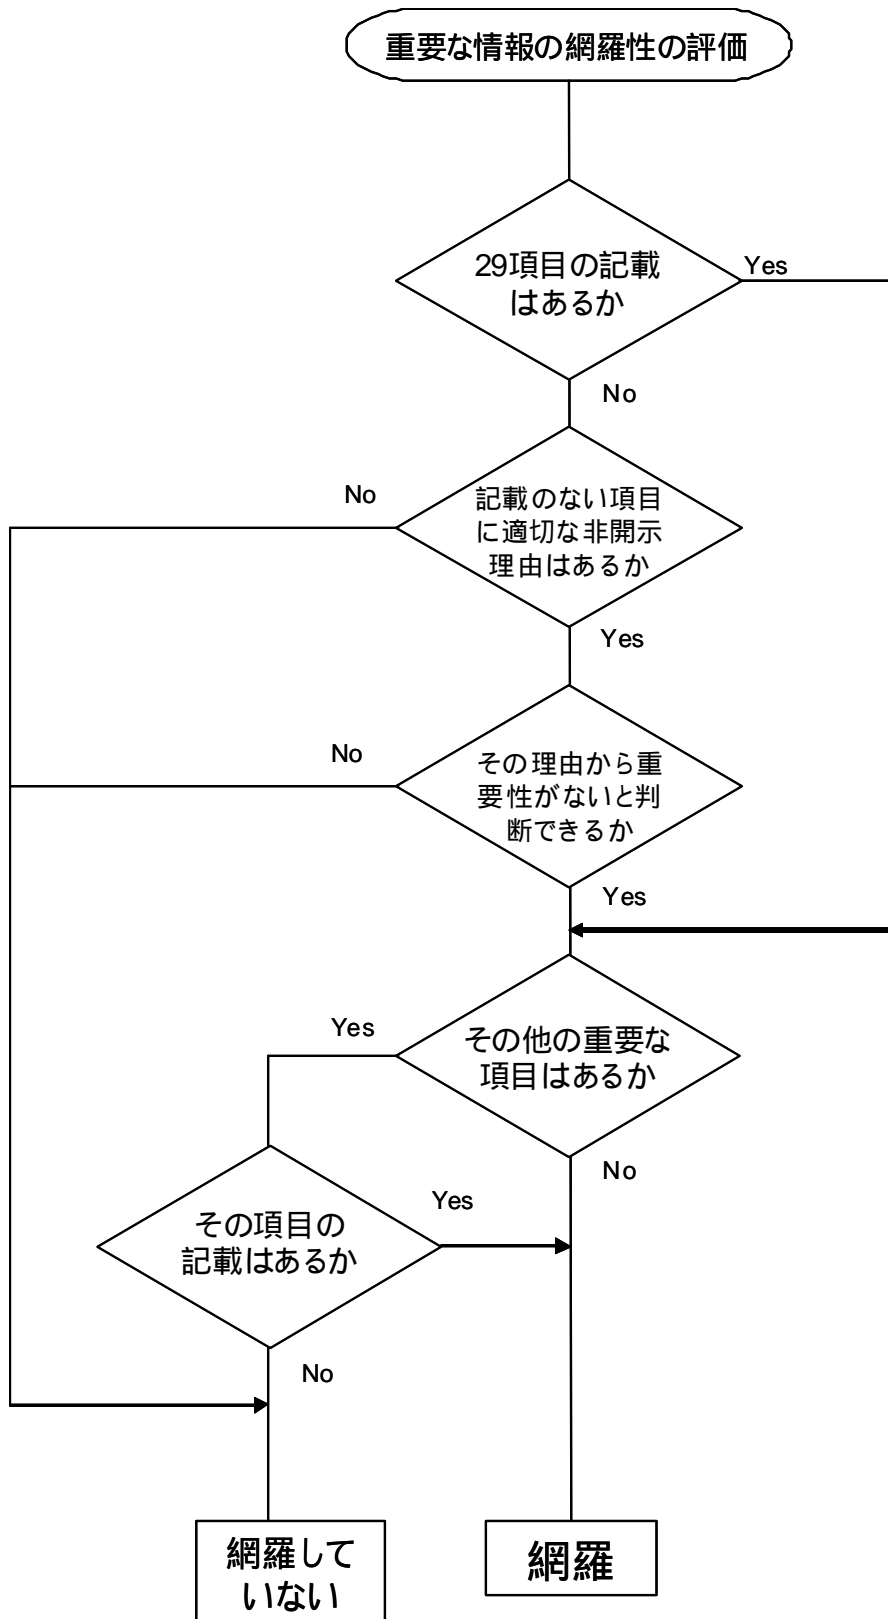 重要な情報の網羅性の評価
29項目の記載
はあるか
Yes
No
記載のない項目
に適切な非開示
理由はあるか
No
Yes
その理由から重
要性がないと判
断できるか
No
Yes
その他の重要な
項目はあるか
Yes
No
その項目の
記載はあるか
Yes
No
網羅して
いない
網羅